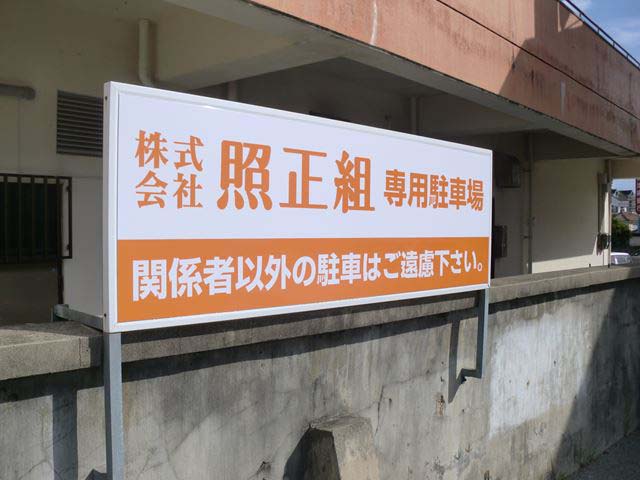 株式会社 照正組 専用駐車場
関係者以外の駐車はご遠慮下さい。